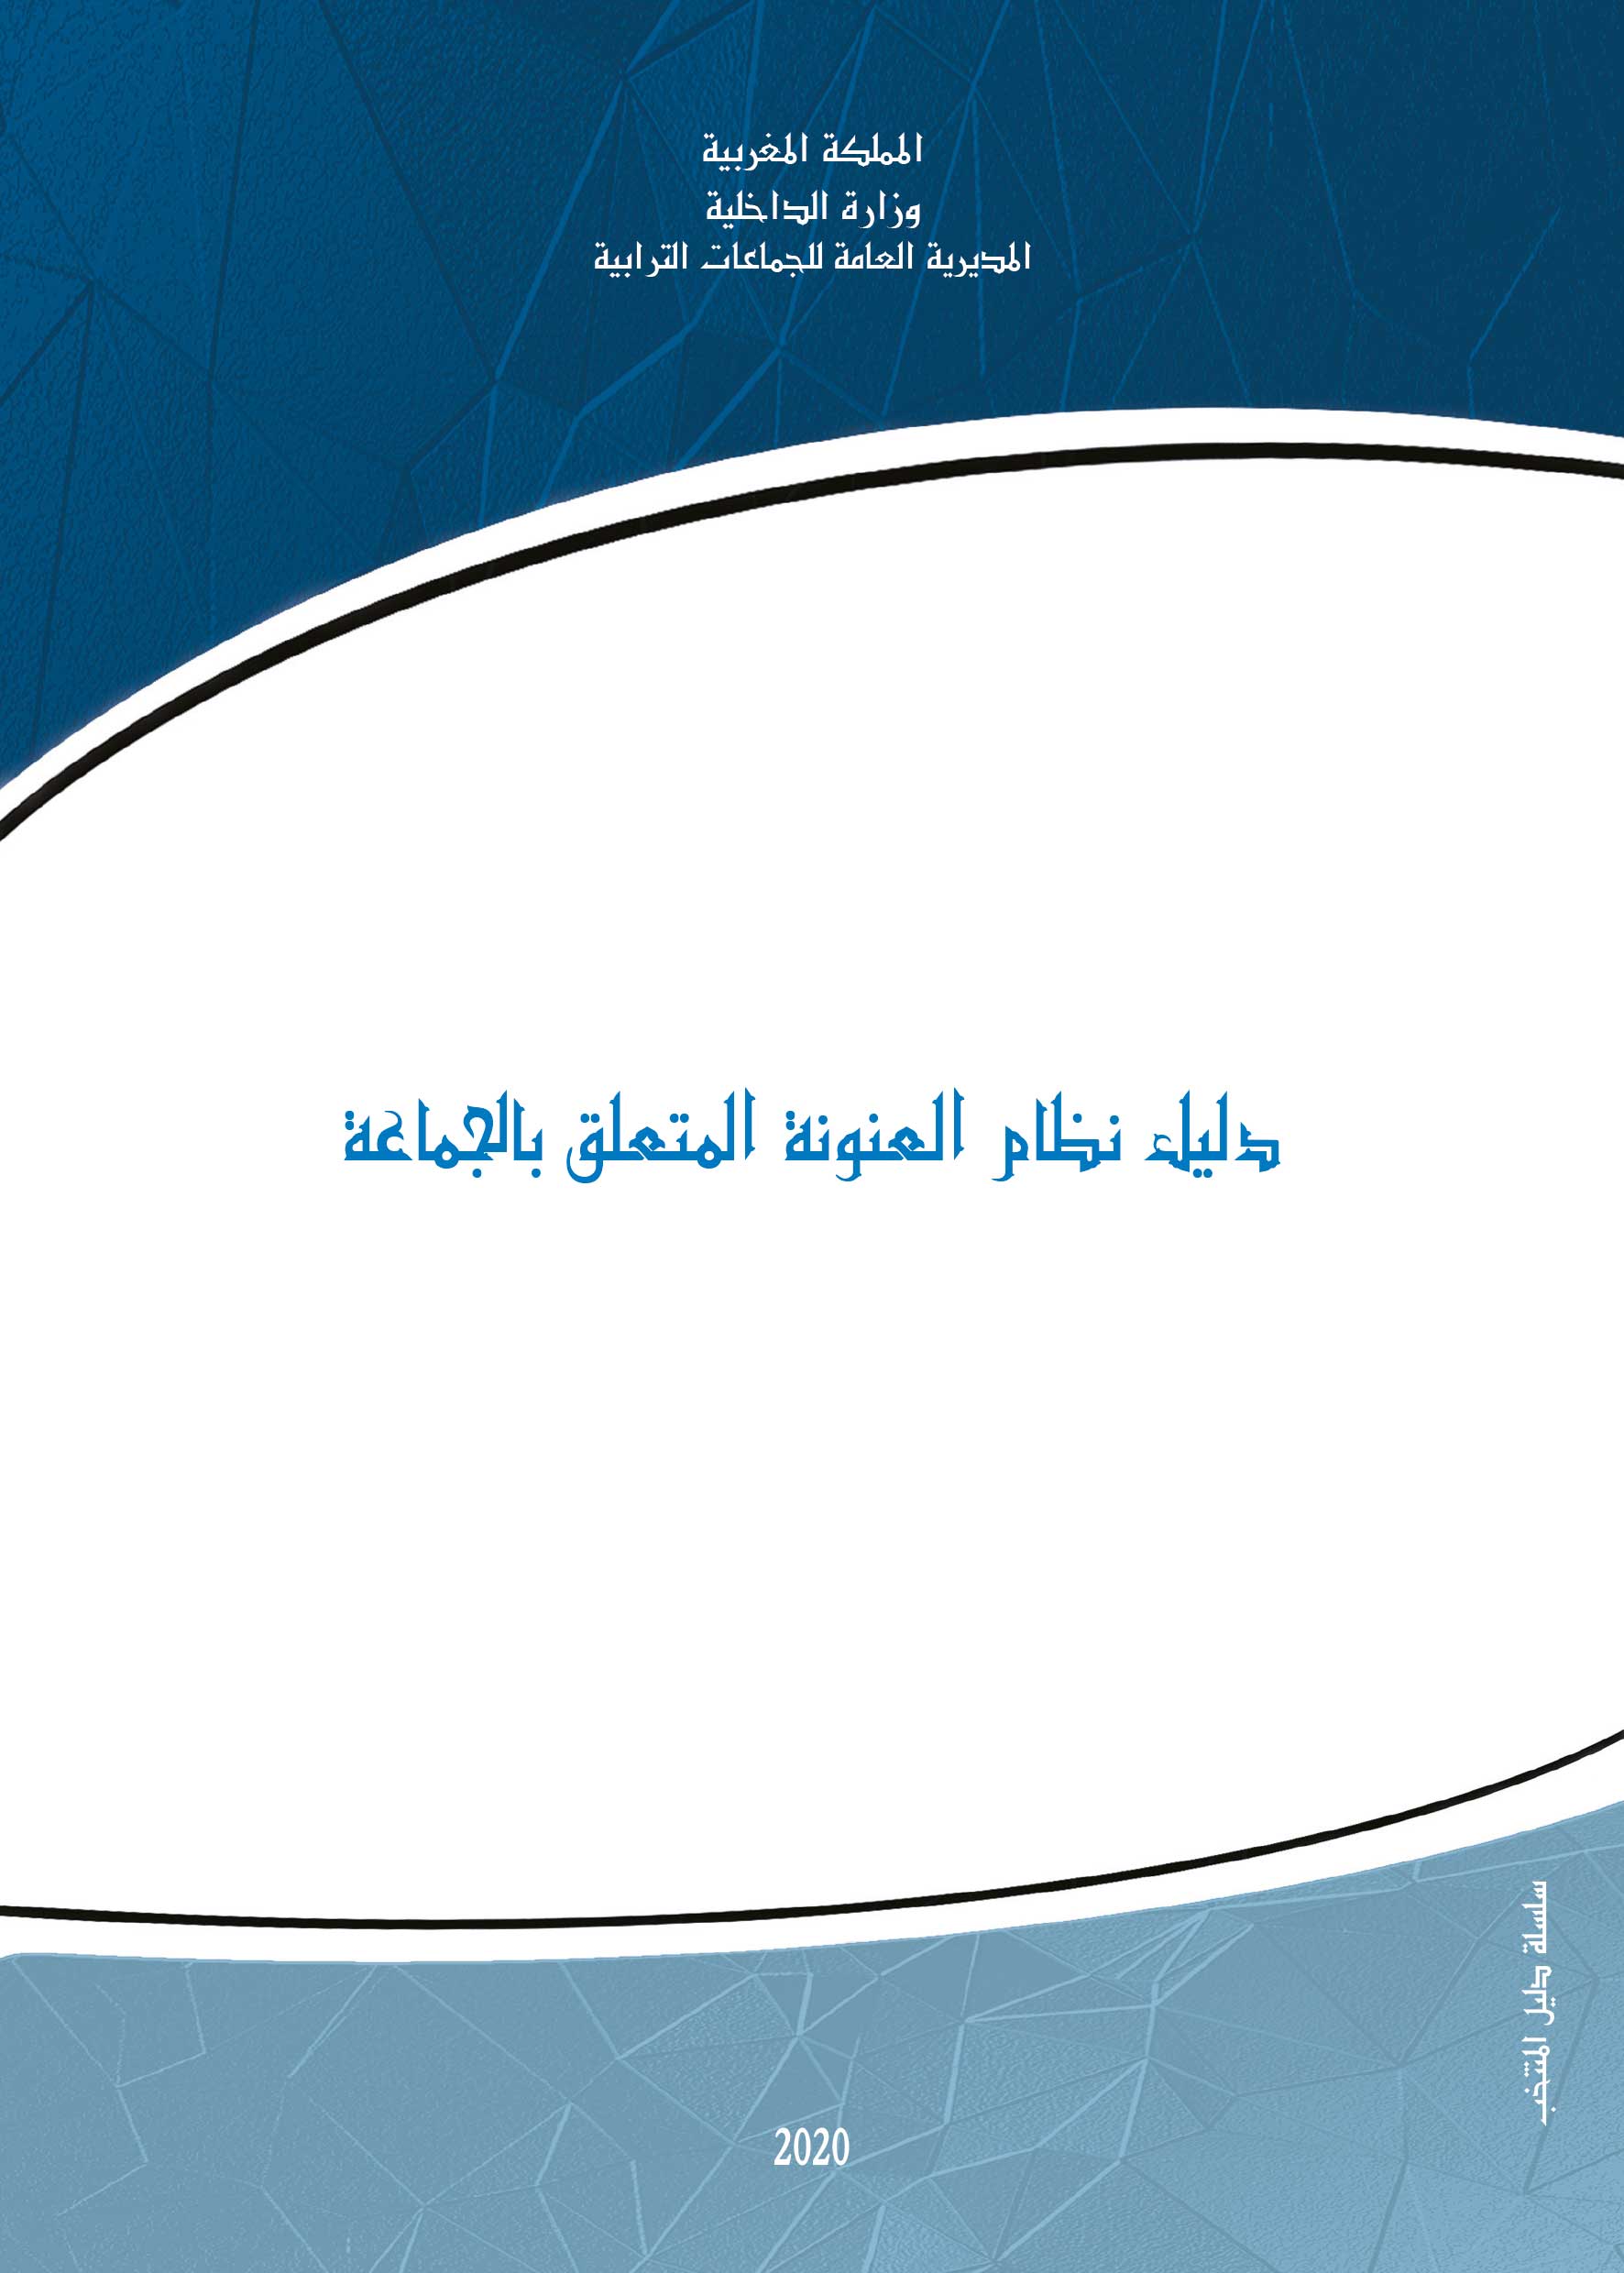 المملكة المغربية
وزارة الداخلية
المديرية العامة للجماعات الترابية
دليل نظام العنونة المتعلق بالجماعة
سلسلة دليل المنتخب
2020